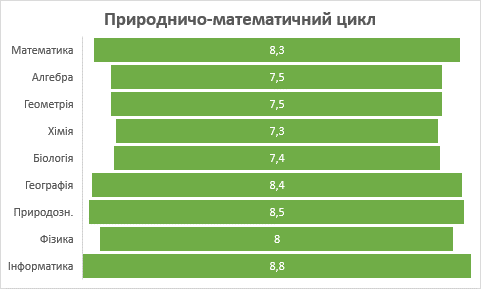 Природничо-математичний цикл
Математика 8,3
Алгебра 7,5
Геометрія 7,5
Хімія 7,3
Біологія 7,4
Географія 8,4
Природозн. 8,5
Фізика 8
Інформатика 8,8